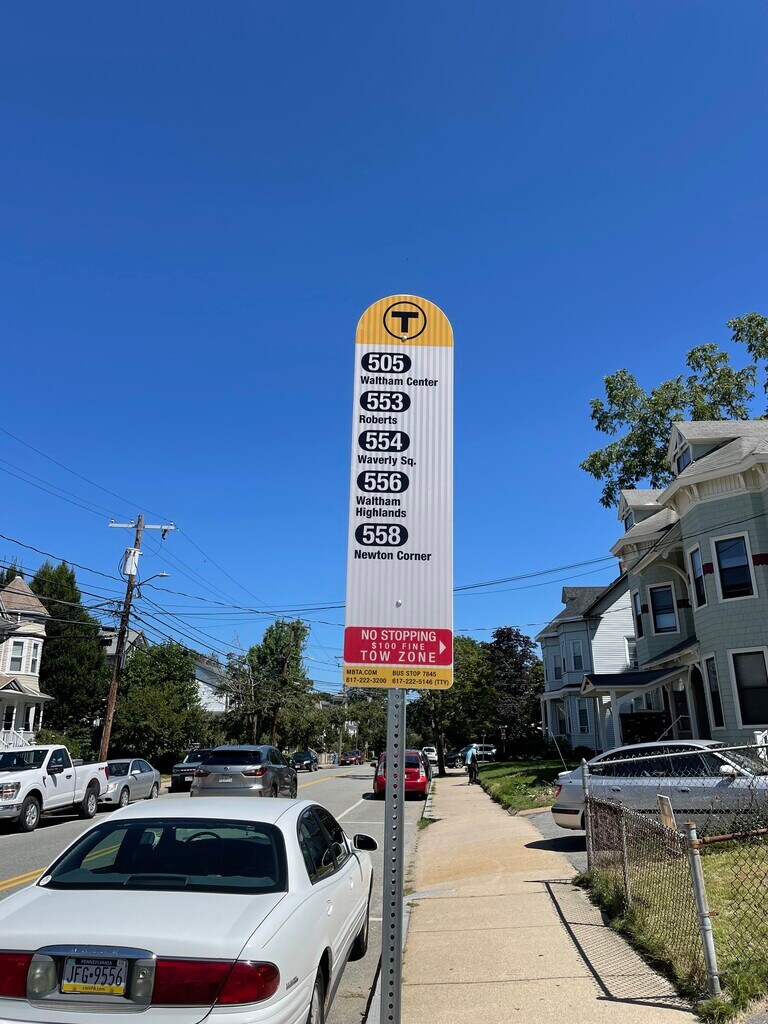 T
505
Waltham Center
553
Roberts
554
Waverly Sq.
556
Waltham
Highlands
558
Newton Corner
NO STOPPING
$100 FINE
TOW ZONE
MBTA.COM BUS STOP 7845
617-222-3200 617-222-5146 (TTY)
PENNSYLVANIA
JFG·9556